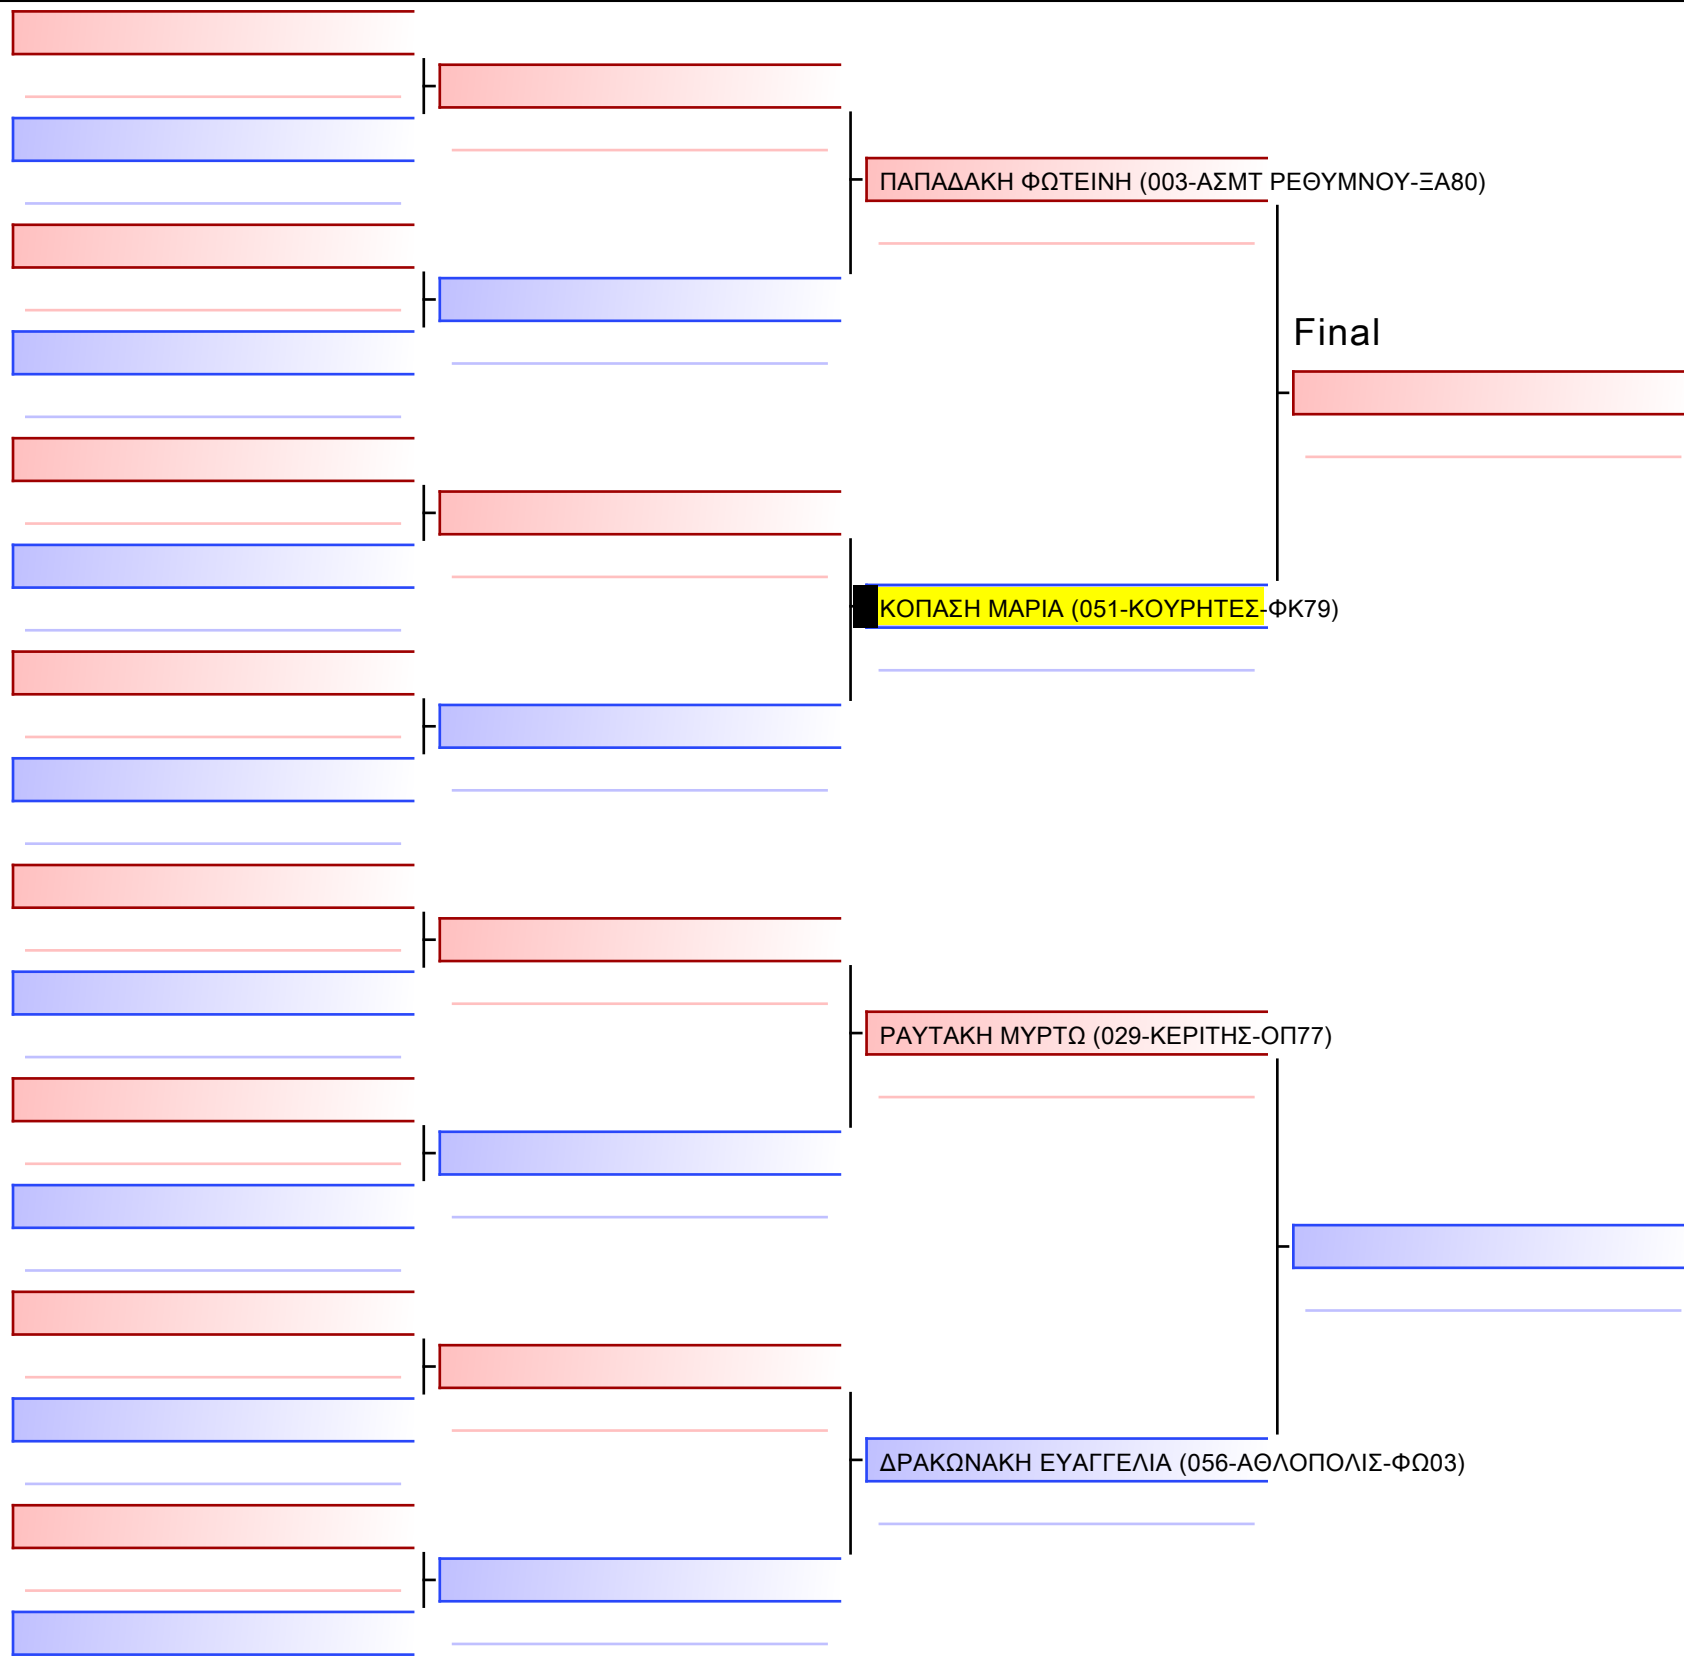 ΠΑΠΑΔΑΚΗ ΦΩΤΕΙΝΗ (003-ΑΣΜΤ ΡΕΘΥΜΝΟΥ-ΞΑ80)
Final
ΚΟΠΑΣΗ ΜΑΡΙΑ (051-ΚΟΥΡΗΤΕΣ-ΦΚ79)
ΡΑΥΤΑΚΗ ΜΥΡΤΩ (029-ΚΕΡΙΤΗΣ-ΟΠ77)
ΔΡΑΚΩΝΑΚΗ ΕΥΑΓΓΕΛΙΑ (056-ΑΘΛΟΠΟΛΙΣ-ΦΩ03)